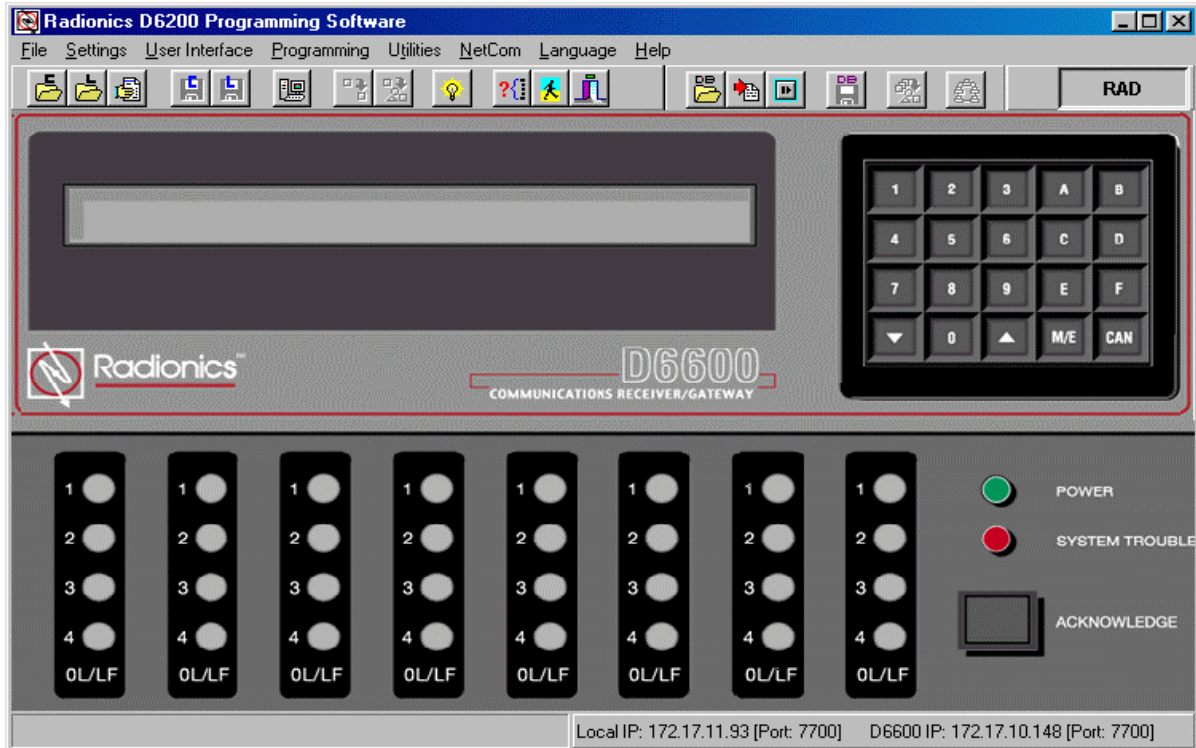 Radionics D6200 Programming Software
File Settings User Interface Programming Utilities NetCom Language Help
DB DB RAD
1 2 3 A B
4 5 6 C D
7 8 9 E F
0 M/E CAN
Radionics™
D6600
COMMUNICATIONS RECEIVER/GATEWAY
1 1 1 1 1 1 1 1 POWER
2 2 2 2 2 2 2 2 SYSTEM TROUBLE
3 3 3 3 3 3 3 3
4 4 4 4 4 4 4 4 ACKNOWLEDGE
OL/LF OL/LF OL/LF OL/LF OL/LF OL/LF OL/LF OL/LF
Local IP: 172.17.11.93 [Port: 7700] D6600 IP: 172.17.10.148 [Port: 7700]